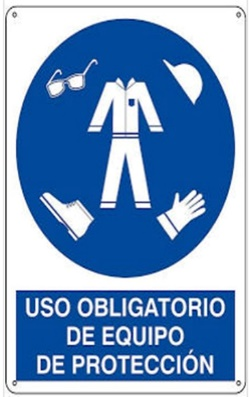 USO OBLIGATORIO
DE EQUIPO
DE PROTECCIÓN